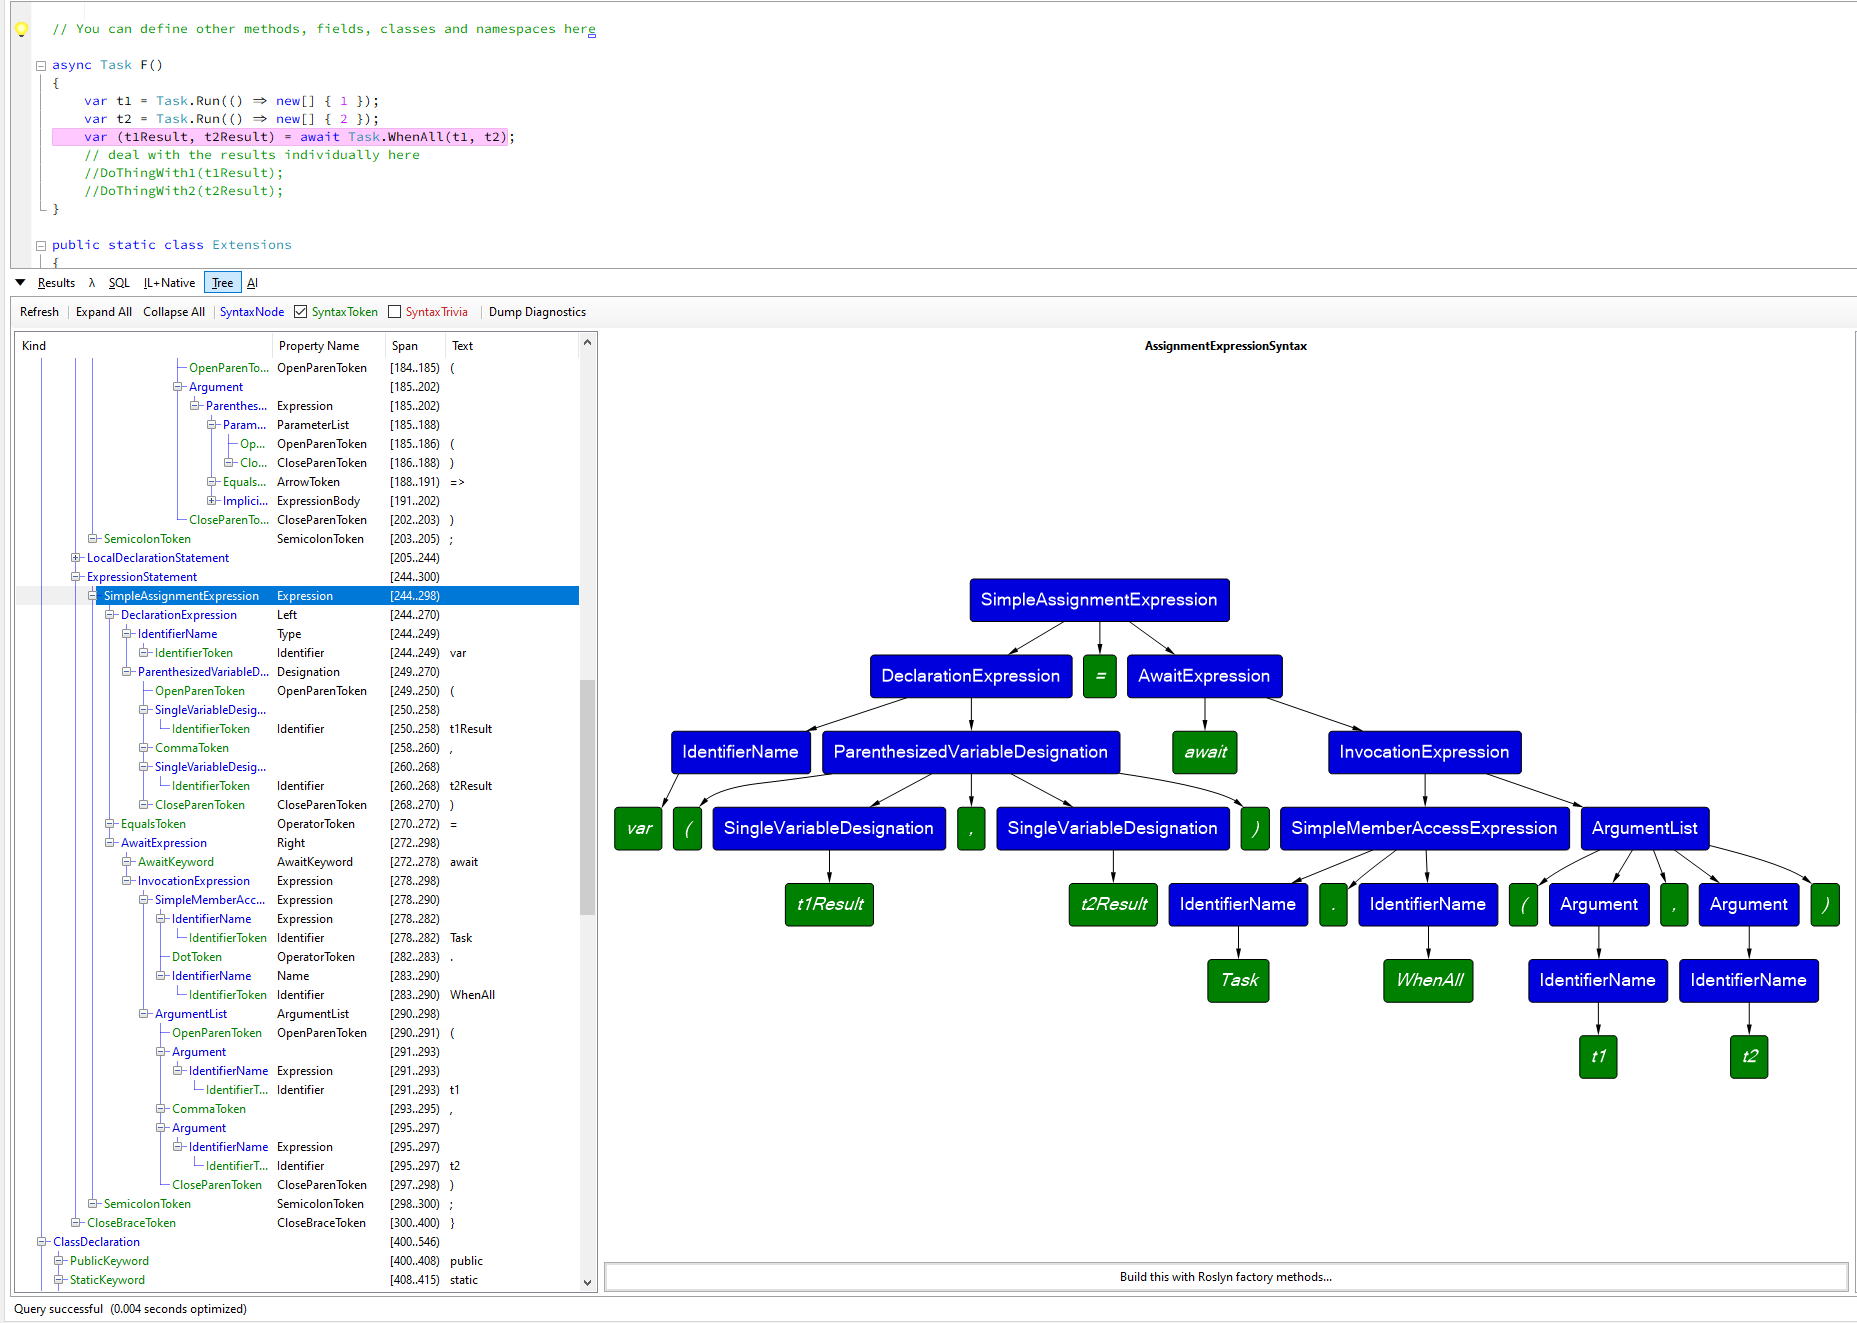 // You can define other methods, fields, classes and namespaces here
async Task F()
{
var t1 = Task.Run(() => new[] { 1 });
var t2 = Task.Run(() => new[] { 2 });
var (t1Result, t2Result) = await Task.WhenAll(t1, t2);
// deal with the results individually here
//DoThingWith1(t1Result);
//DoThingWith2(t2Result);
}
public static class Extensions
{
Results λ SQL IL+Native Tree AI
Refresh Expand All Collapse All SyntaxNode SyntaxToken SyntaxTrivia Dump Diagnostics
Kind Property Name Span Text
OpenParenTo... OpenParenToken [184..185) (
Argument [185..202)
Parenthes... Expression [185..202)
Param... ParameterList [185..188)
Op... OpenParenToken [185..186) (
Clo... CloseParenToken [186..188) )
Equals... ArrowToken [188..191) =>
Implici... ExpressionBody [191..202)
CloseParenTo... CloseParenToken [202..203) )
SemicolonToken SemicolonToken [203..205) ;
LocalDeclarationStatement [205..244)
ExpressionStatement [244..300)
SimpleAssignmentExpression Expression [244..298)
DeclarationExpression Left [244..270)
IdentifierName Type [244..249)
IdentifierToken Identifier [244..249) var
ParenthesizedVariableD... Designation [249..270)
OpenParenToken OpenParenToken [249..250) (
SingleVariableDesig... [250..258)
IdentifierToken Identifier [250..258) t1Result
CommaToken [258..260) ,
SingleVariableDesig... [260..268)
IdentifierToken Identifier [260..268) t2Result
CloseParenToken CloseParenToken [268..270) )
EqualsToken OperatorToken [270..272) =
AwaitExpression Right [272..298)
AwaitKeyword AwaitKeyword [272..278) await
InvocationExpression Expression [278..298)
SimpleMemberAcc... Expression [278..290)
IdentifierName Expression [278..282)
IdentifierToken Identifier [278..282) Task
DotToken OperatorToken [282..283) .
IdentifierName Name [283..290)
IdentifierToken Identifier [283..290) WhenAll
ArgumentList ArgumentList [290..298)
OpenParenToken OpenParenToken [290..291) (
Argument [291..293)
IdentifierName Expression [291..293)
IdentifierT... Identifier [291..293) t1
CommaToken [293..295) ,
Argument [295..297)
IdentifierName Expression [295..297)
IdentifierT... Identifier [295..297) t2
CloseParenToken CloseParenToken [297..298) )
SemicolonToken SemicolonToken [298..300) ;
CloseBraceToken CloseBraceToken [300..400) }
ClassDeclaration [400..546)
PublicKeyword [400..408) public
StaticKeyword [408..415) static
AssignmentExpressionSyntax
SimpleAssignmentExpression
DeclarationExpression = AwaitExpression
IdentifierName ParenthesizedVariableDesignation await InvocationExpression
var ( SingleVariableDesignation , SingleVariableDesignation ) SimpleMemberAccessExpression ArgumentList
t1Result t2Result IdentifierName . IdentifierName ( Argument , Argument )
Task WhenAll IdentifierName IdentifierName
t1 t2
Build this with Roslyn factory methods...
Query successful (0.004 seconds optimized)